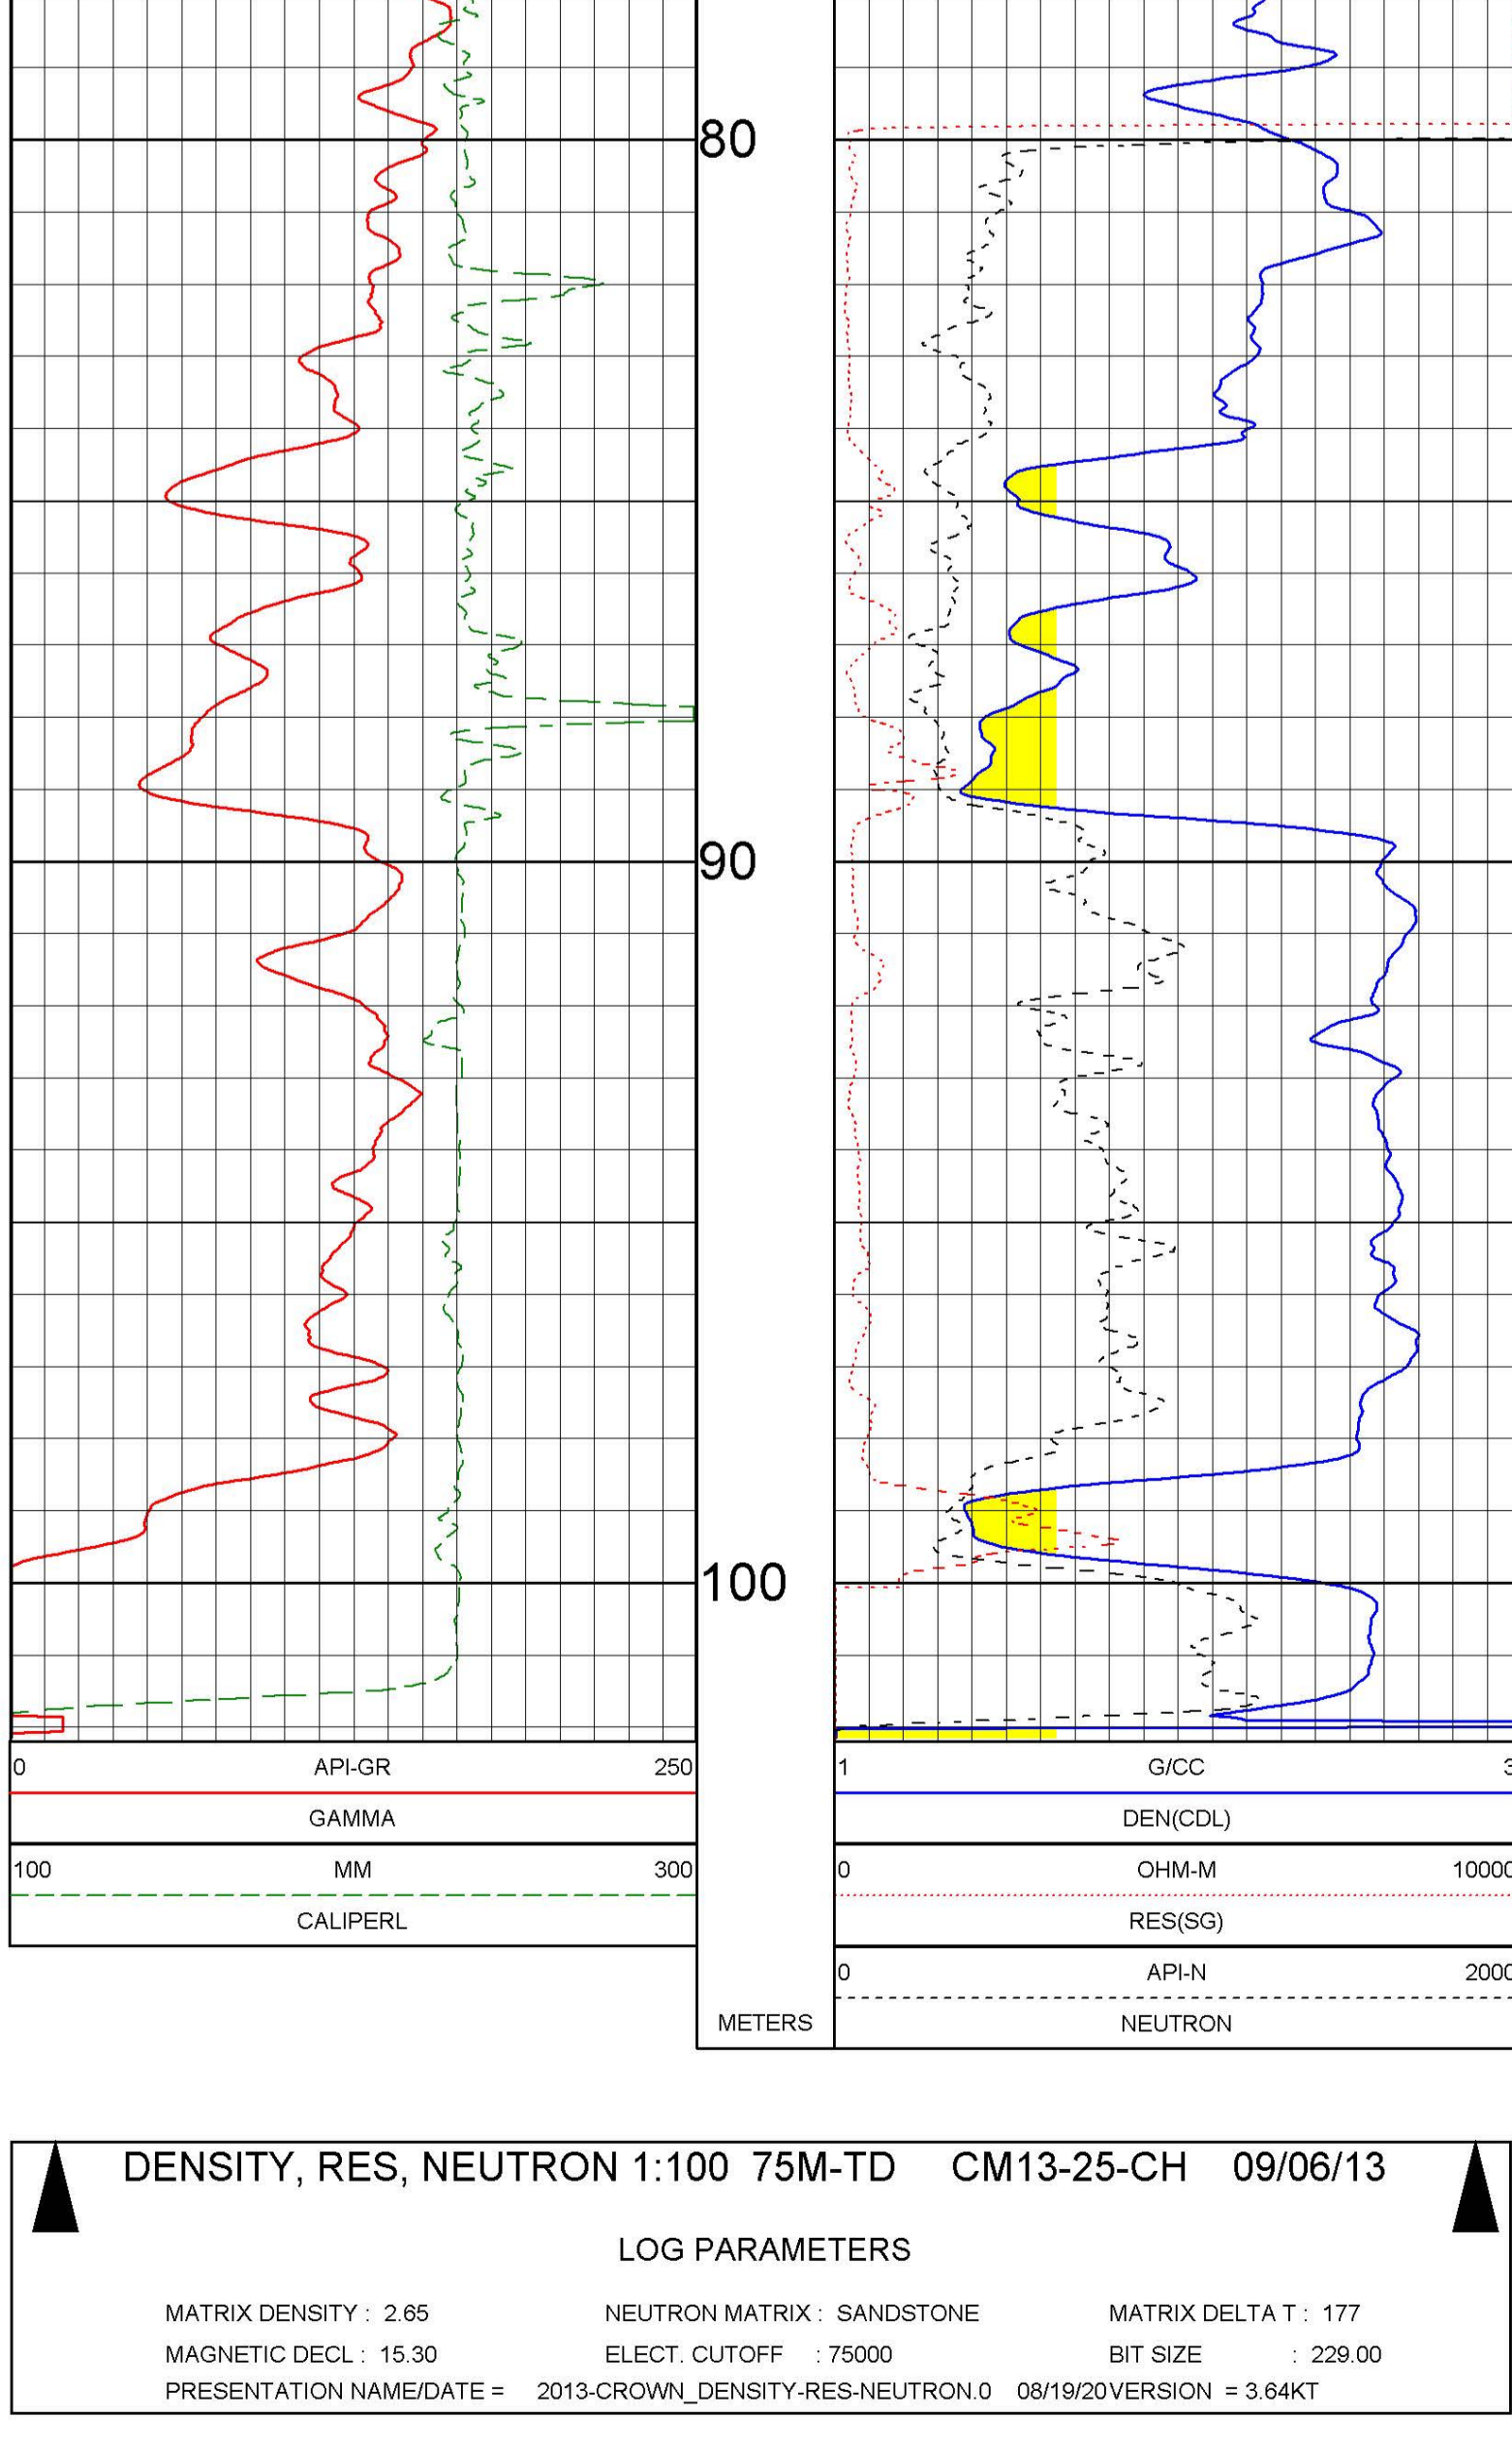 80
90
100
0 API-GR 250
GAMMA
100 MM 300
CALIPERL
METERS
1 G/CC 3
DEN(CDL)
0 OHM-M 10000
RES(SG)
0 API-N 2000
NEUTRON
DENSITY, RES, NEUTRON 1:100 75M-TD CM13-25-CH 09/06/13
LOG PARAMETERS
MATRIX DENSITY : 2.65 NEUTRON MATRIX : SANDSTONE MATRIX DELTA T : 177
MAGNETIC DECL : 15.30 ELECT. CUTOFF : 75000 BIT SIZE : 229.00
PRESENTATION NAME/DATE = 2013-CROWN_DENSITY-RES-NEUTRON.0 08/19/20VERSION = 3.64KT